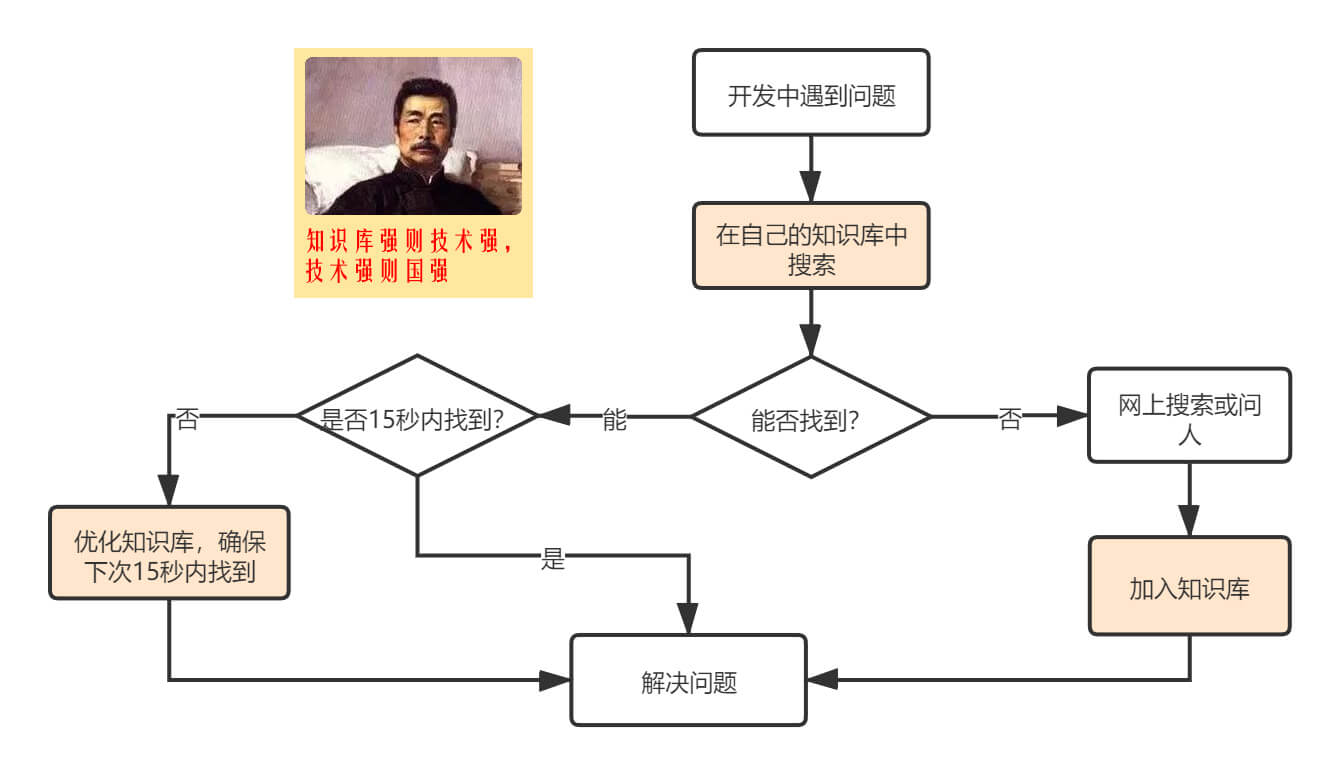 开发中遇到问题
知识库强则技术强，
技术强则国强
在自己的知识库中
搜索
能否找到？
能
否
是否15秒内找到？
否
是
网上搜索或问
人
优化知识库，确保
下次15秒内找到
加入知识库
解决问题